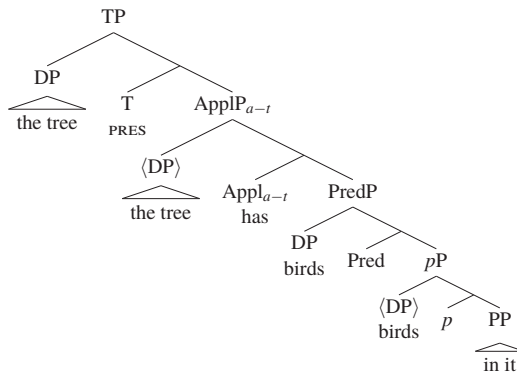 TP
DP
T ApplP_{a–t}
the tree PRES
⟨DP⟩
the tree Appl_{a–t} PredP
has
DP
birds Pred pP
⟨DP⟩ p PP
birds
in it